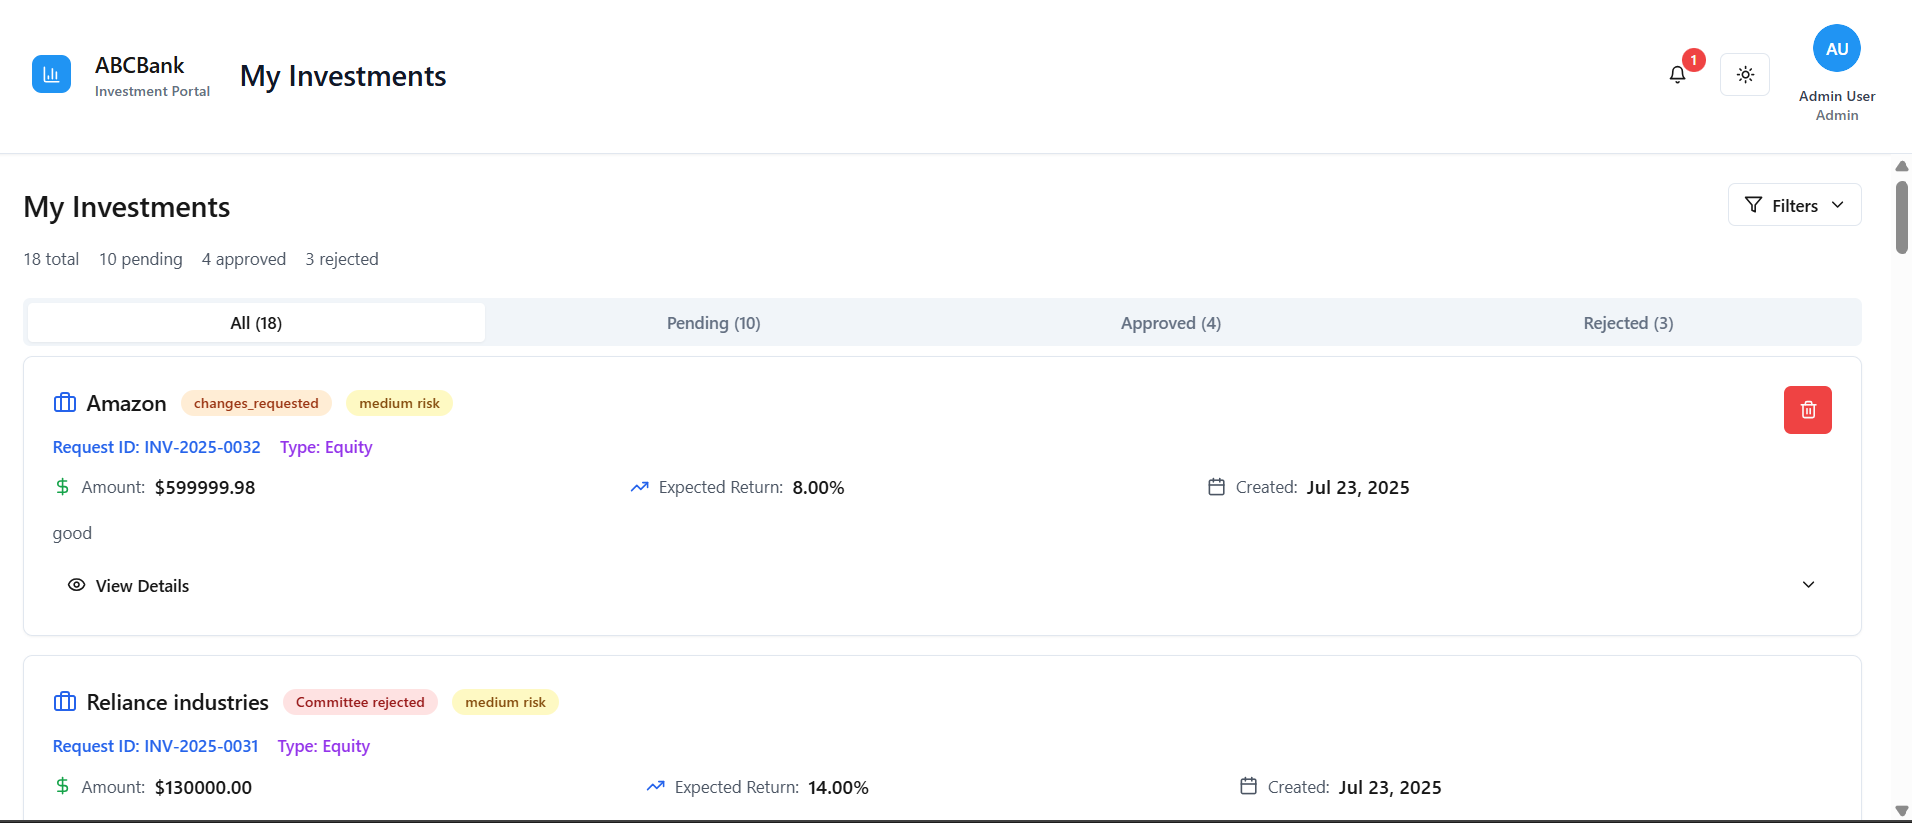 ABCBank
Investment Portal
My Investments
1
AU
Admin User
Admin
My Investments
Filters
18 total 10 pending 4 approved 3 rejected
All (18) Pending (10) Approved (4) Rejected (3)
Amazon changes_requested medium risk
Request ID: INV-2025-0032 Type: Equity
Amount: $599999.98 Expected Return: 8.00% Created: Jul 23, 2025
good
View Details
Reliance industries Committee rejected medium risk
Request ID: INV-2025-0031 Type: Equity
Amount: $130000.00 Expected Return: 14.00% Created: Jul 23, 2025